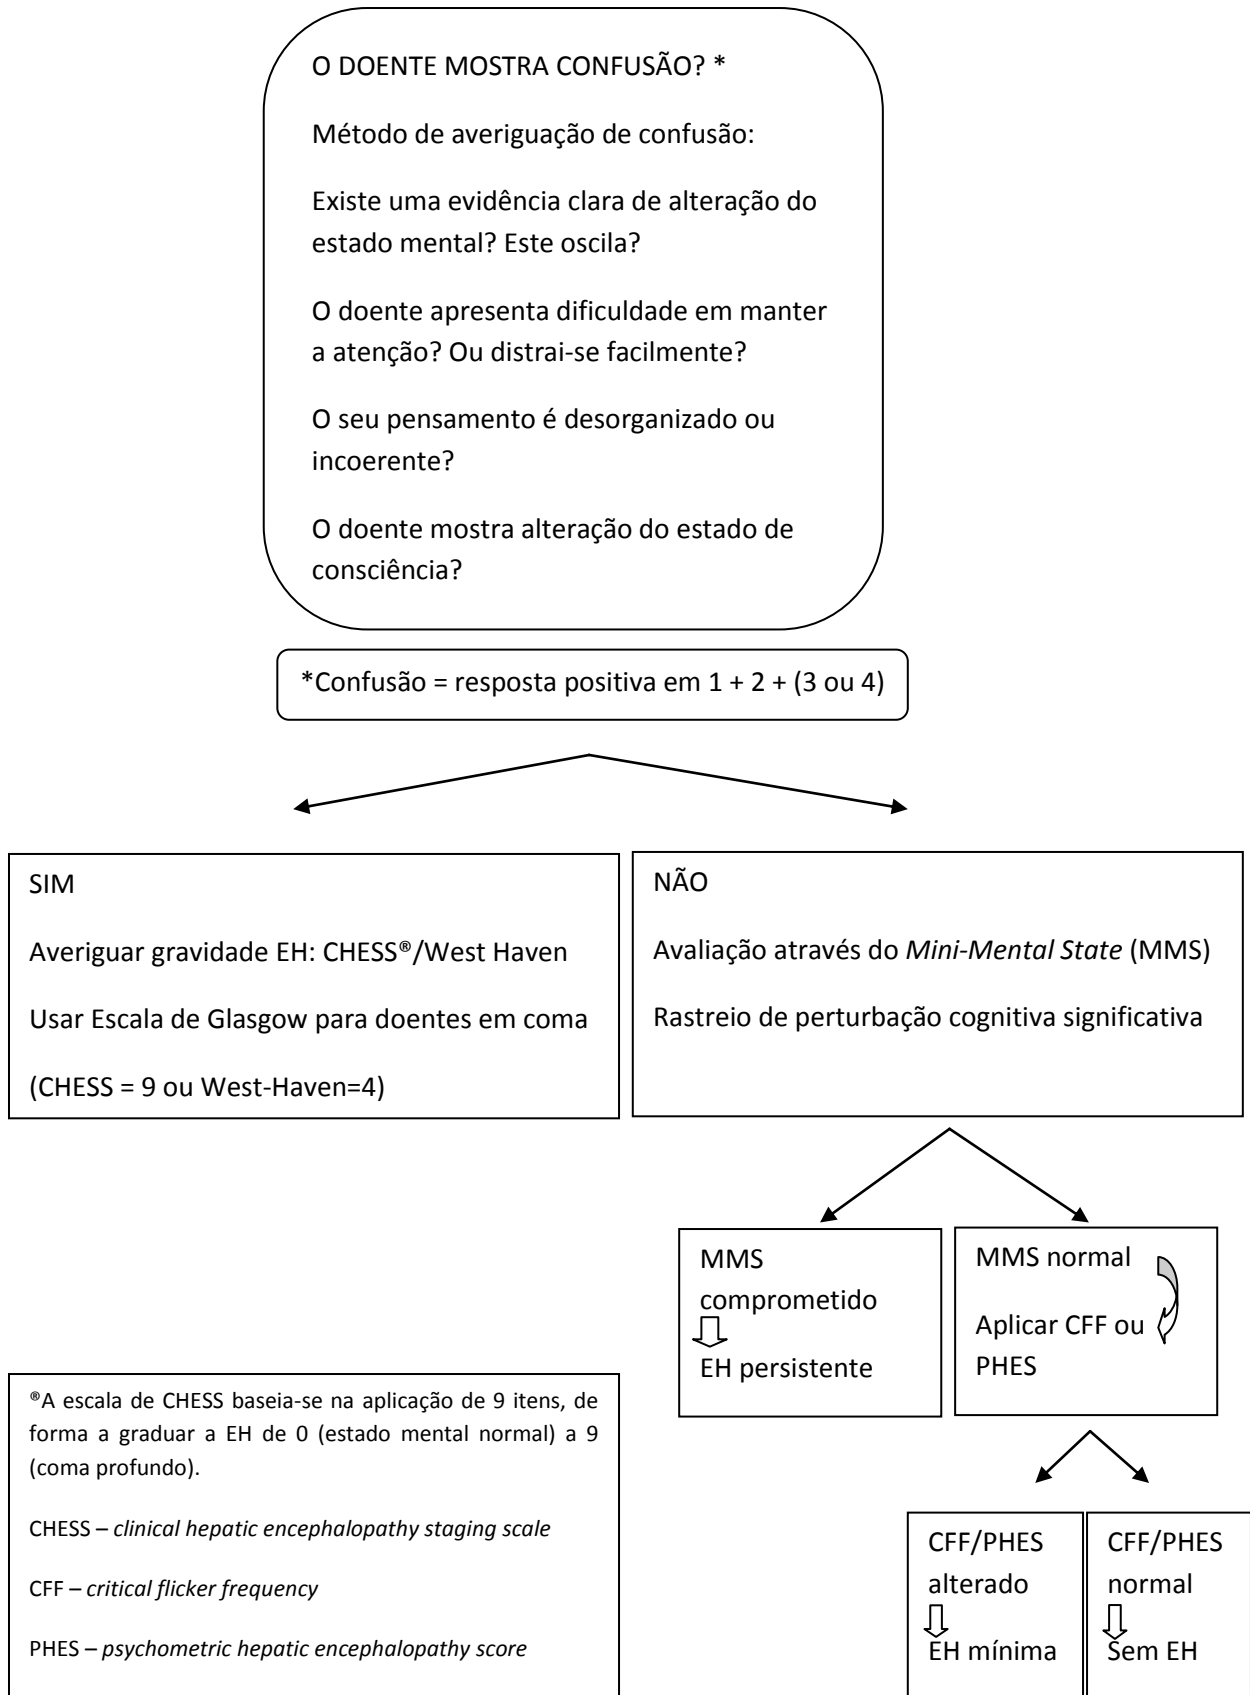 O DOENTE MOSTRA CONFUSÃO? *
Método de averiguação de confusão:
Existe uma evidência clara de alteração do
estado mental? Este oscila?
O doente apresenta dificuldade em manter
a atenção? Ou distrai-se facilmente?
O seu pensamento é desorganizado ou
incoerente?
O doente mostra alteração do estado de
consciência?
*Confusão = resposta positiva em 1 + 2 + (3 ou 4)
SIM
Averiguar gravidade EH: CHESS®/West Haven
Usar Escala de Glasgow para doentes em coma
(CHESS = 9 ou West-Haven=4)
NÃO
Avaliação através do Mini-Mental State (MMS)
Rastreio de perturbação cognitiva significativa
MMS
comprometido
EH persistente
MMS normal
Aplicar CFF ou
PHES
®A escala de CHESS baseia-se na aplicação de 9 itens, de
forma a graduar a EH de 0 (estado mental normal) a 9
(coma profundo).
CHESS – clinical hepatic encephalopathy staging scale
CFF – critical flicker frequency
PHES – psychometric hepatic encephalopathy score
CFF/PHES
alterado
EH mínima
CFF/PHES
normal
Sem EH